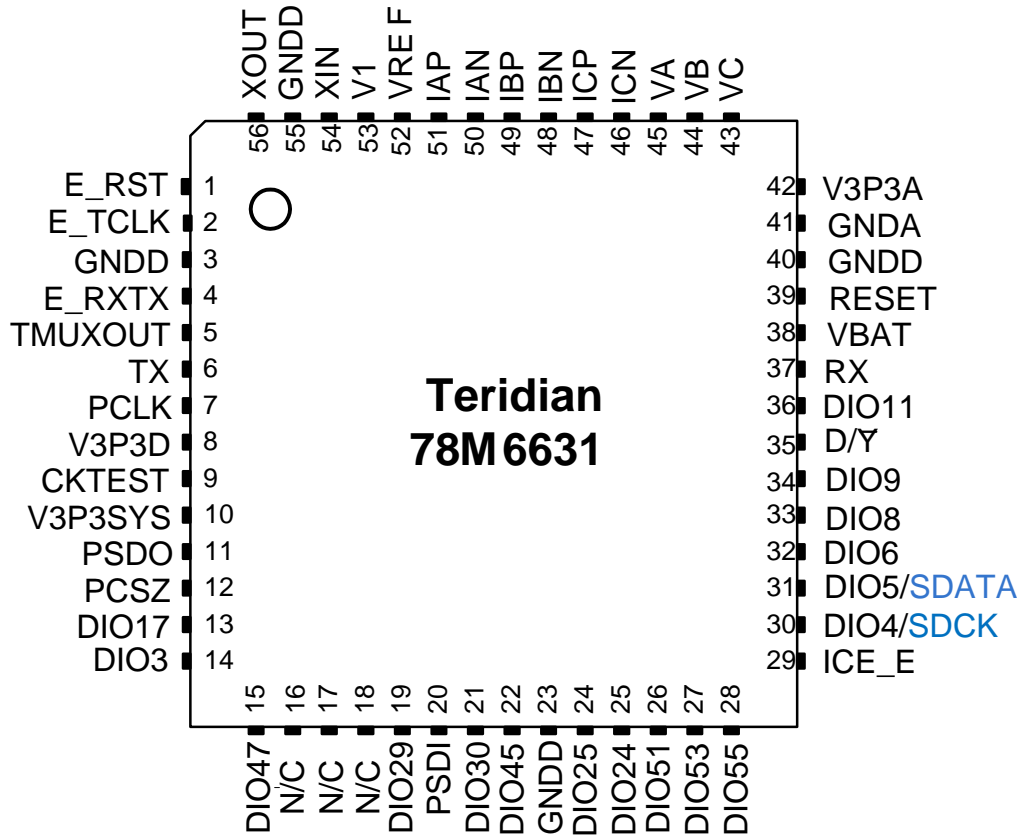 XOUT
GNDD
XIN
V1
VRE F
IAP
IAN
IBP
IBN
ICP
ICN
VA
VB
VC
56
55
54
53
52
51
50
49
48
47
46
45
44
43
E_RST 1
E_TCLK 2
GNDD 3
E_RXTX 4
TMUXOUT 5
TX 6
PCLK 7
V3P3D 8
CKTEST 9
V3P3SYS 10
PSDO 11
PCSZ 12
DIO17 13
DIO3 14
Teridian
78M6631
42 V3P3A
41 GNDA
40 GNDD
39 RESET
38 VBAT
37 RX
36 DIO11
35 D/Y
34 DIO9
33 DIO8
32 DIO6
31 DIO5/SDATA
30 DIO4/SDCK
29 ICE_E
15
16
17
18
19
20
21
22
23
24
25
26
27
28
DIO47
N/C
N/C
N/C
DIO29
PSDI
DIO30
DIO45
GNDD
DIO25
DIO24
DIO51
DIO53
DIO55